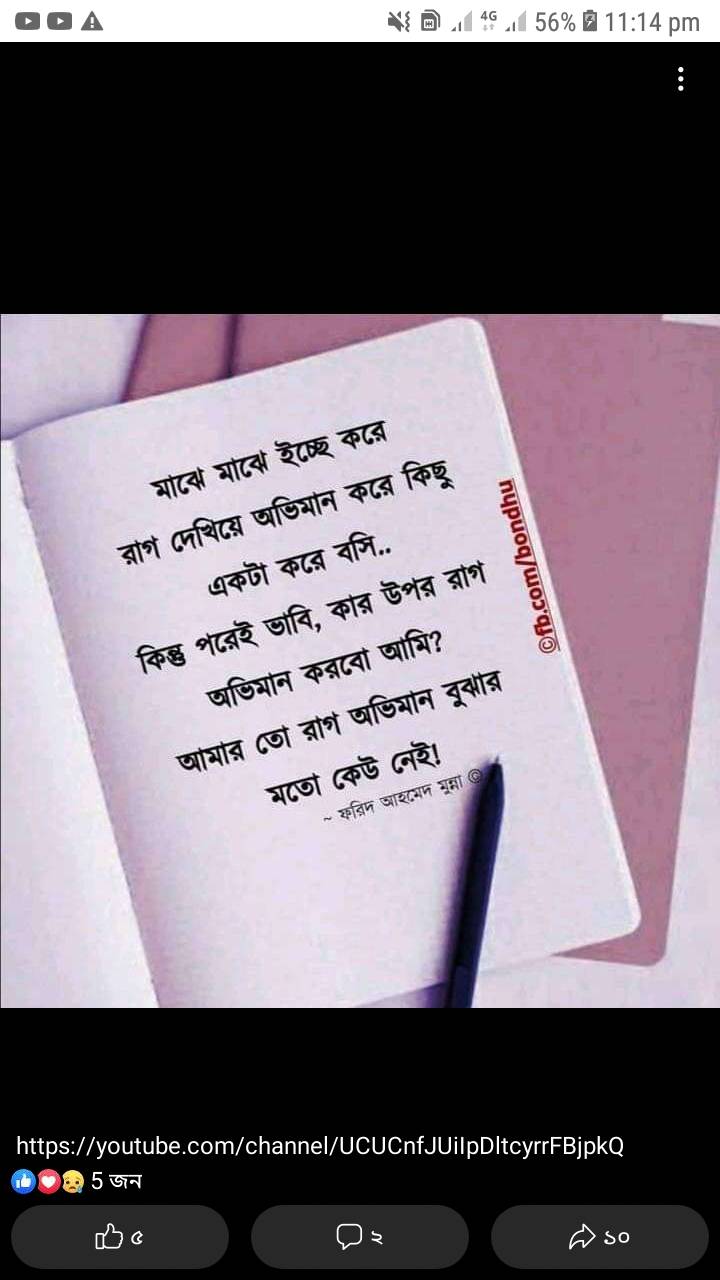 56% 11:14 pm
4G
মাঝে মাঝে ইচ্ছে করে
রাগ দেখিয়ে অভিমান করে কিছু
একটা করে বসি..
কিন্তু পরেই ভাবি, কার উপর রাগ
অভিমান করবো আমি?
আমার তো রাগ অভিমান বুঝার
মতো কেউ নেই!
~ ফরিদ আহমেদ মুন্না ©
©fb.com/bondhu
https://youtube.com/channel/UCUCnfJUiIpDltcyrrFBjpkQ
5 জন
৫
২
১০